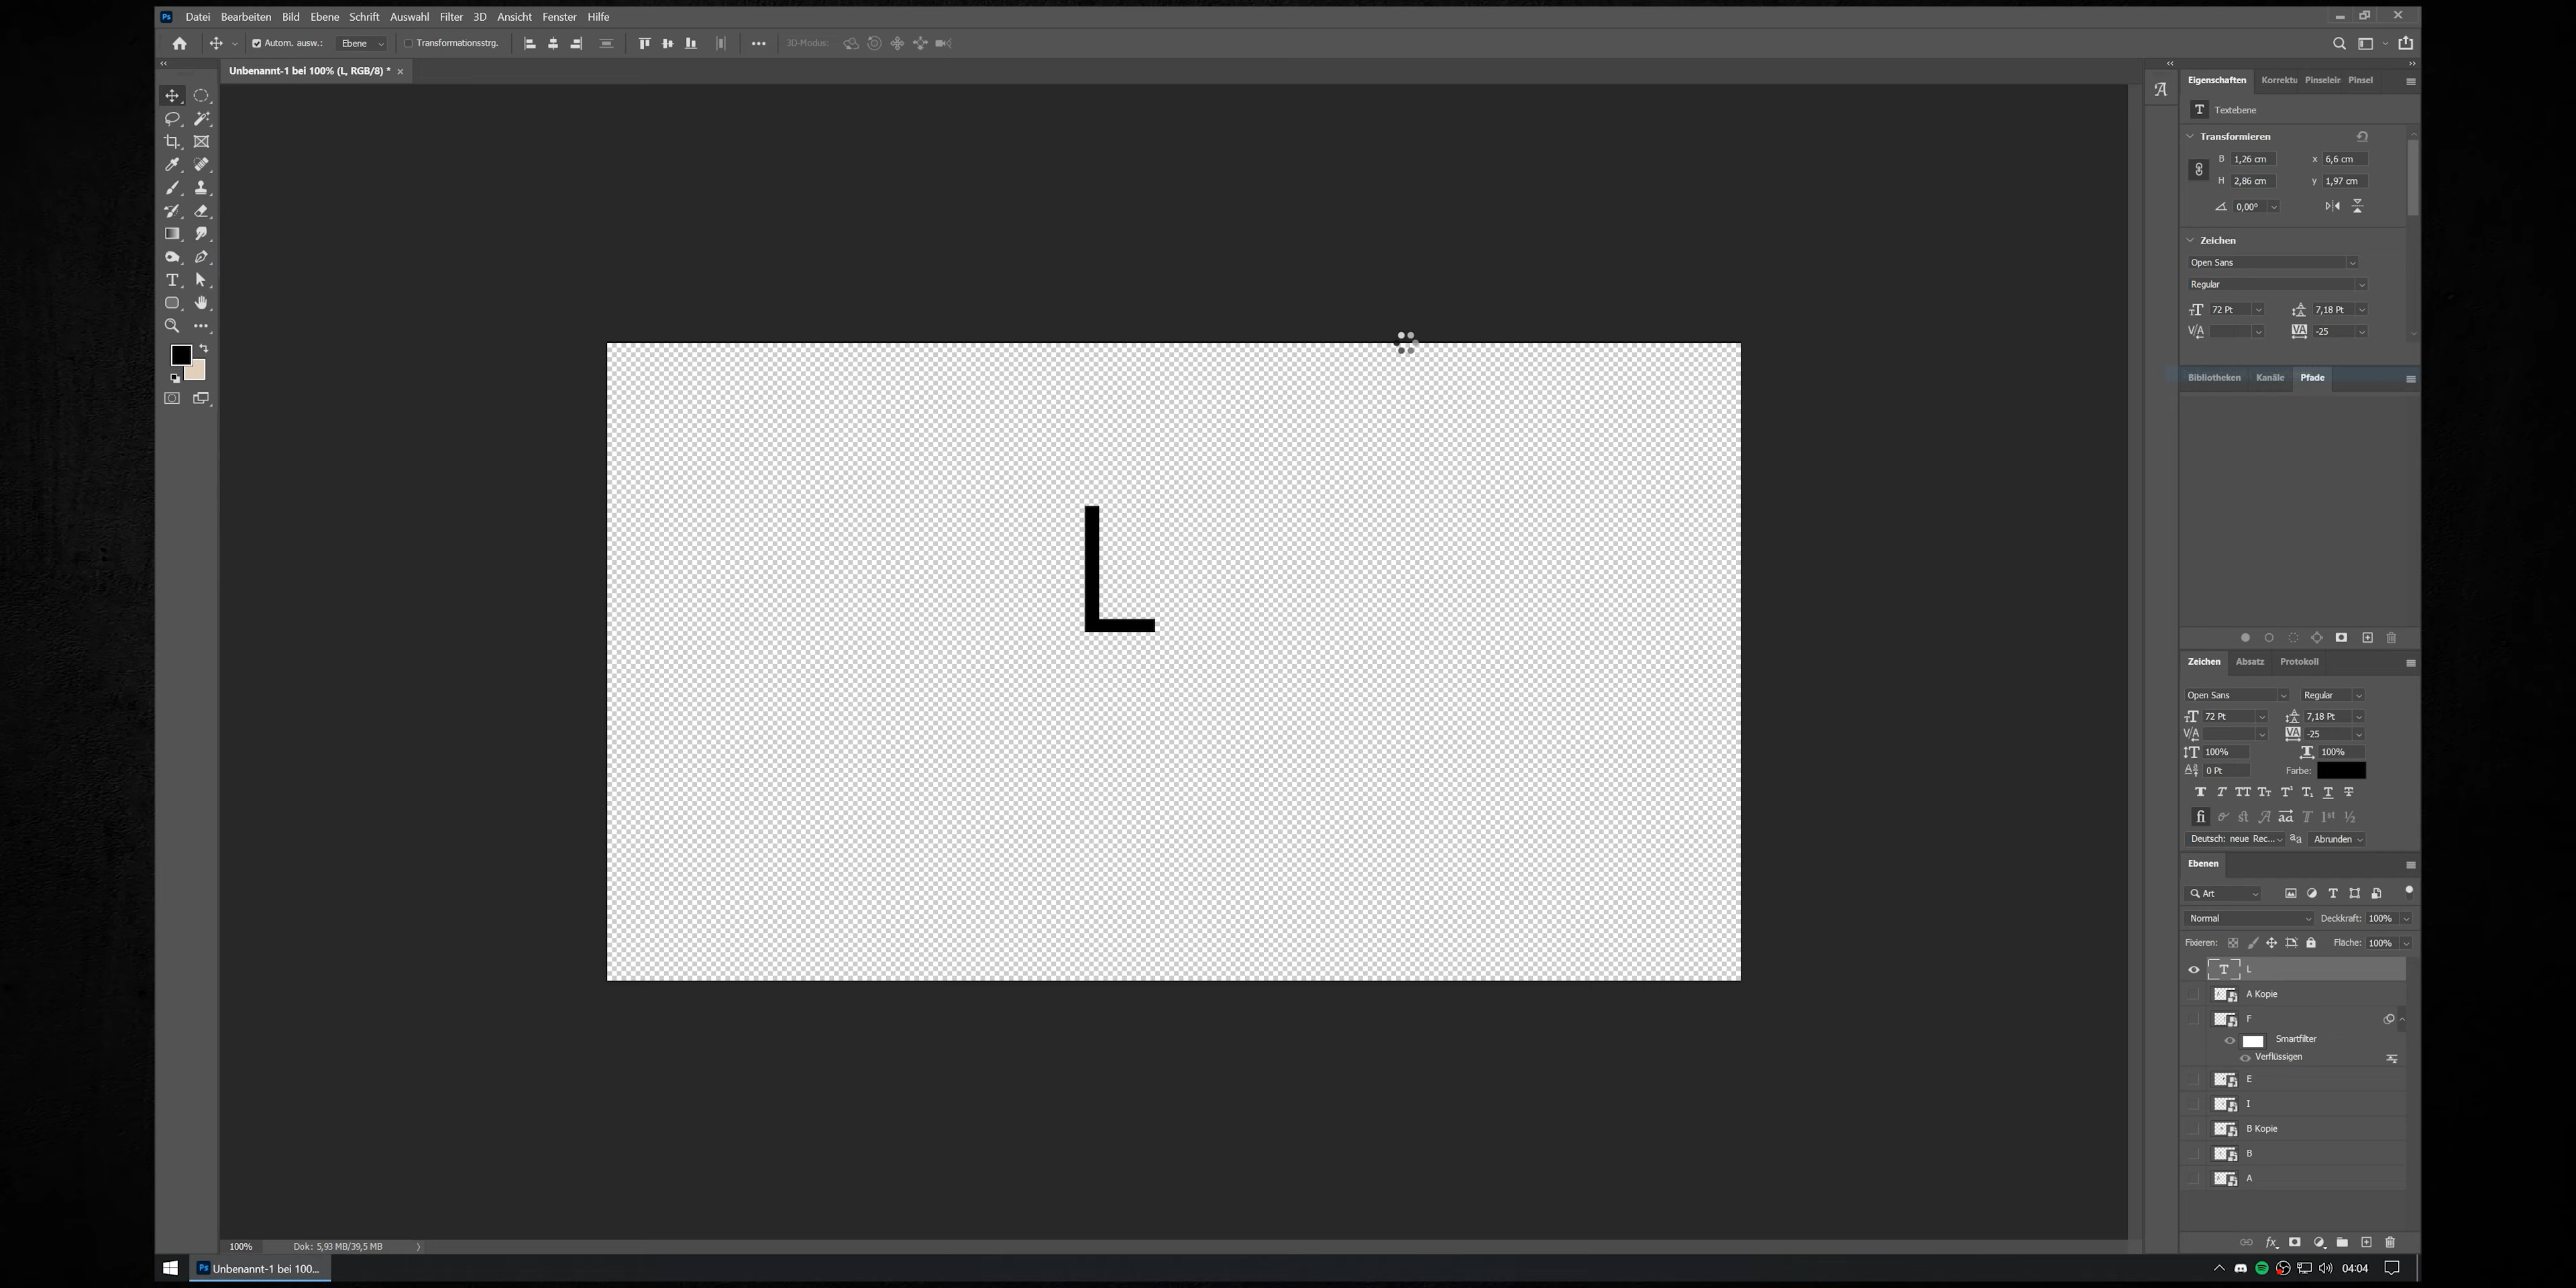 Ps Datei Bearbeiten Bild Ebene Schrift Auswahl Filter 3D Ansicht Fenster Hilfe
Autom. ausw.: Ebene Transformationsstrg. 3D-Modus:
Unbenannt-1 bei 100% (L, RGB/8) *
Eigenschaften Korrektu Pinselein Pinsel
Textebene
Transformieren
B 1,26 cm x 6,6 cm
H 2,86 cm y 1,97 cm
0,00°
Zeichen
Open Sans
Regular
72 Pt 7,18 Pt
-25
Bibliotheken Kanäle Pfade
L
Zeichen Absatz Protokoll
Open Sans Regular
72 Pt 7,18 Pt
-25
100% 100%
0 Pt Farbe:
Deutsch: neue Rec... aa Abrunden
Ebenen
Art
Normal Deckkraft: 100%
Fixieren: Fläche: 100%
L
A Kopie
F
Smartfilter
Verflüssigen
E
I
B Kopie
B
A
100% Dok: 5,93 MB/39,5 MB
Ps Unbenannt-1 bei 100... 04:04